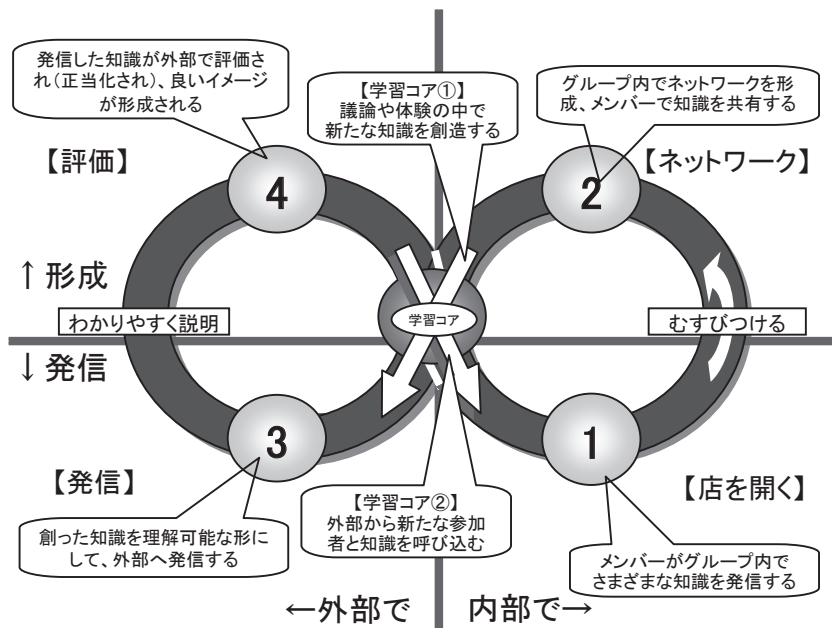 発信した知識が外部で評価さ
れ(正当化され)、良いイメージ
が形成される
【学習コア①】
議論や体験の中で
新たな知識を創造する
グループ内でネットワークを形
成、メンバーで知識を共有する
【評価】
4
2
【ネットワーク】
↑形成
わかりやすく説明
学習コア
むすびつける
↓発信
3
1
【発信】
【学習コア②】
外部から新たな参加
者と知識を呼び込む
【店を開く】
創った知識を理解可能な形に
して、外部へ発信する
メンバーがグループ内で
さまざまな知識を発信する
←外部で
内部で→